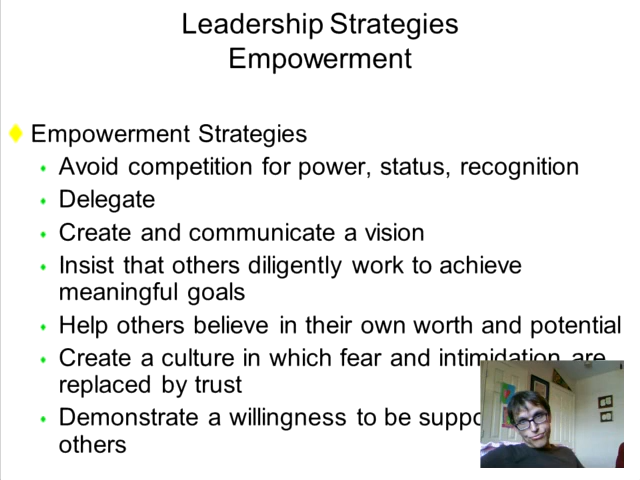 Leadership Strategies
Empowerment
Empowerment Strategies
Avoid competition for power, status, recognition
Delegate
Create and communicate a vision
Insist that others diligently work to achieve
meaningful goals
Help others believe in their own worth and potential
Create a culture in which fear and intimidation are
replaced by trust
Demonstrate a willingness to be
others